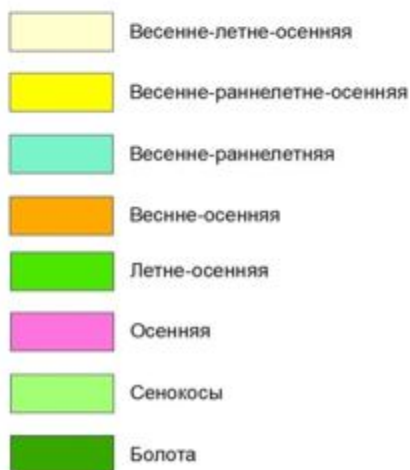 Весенне-летне-осенняя
Весенне-раннелетне-осенняя
Весенне-раннелетняя
Веснне-осенняя
Летне-осенняя
Осенняя
Сенокосы
Болота